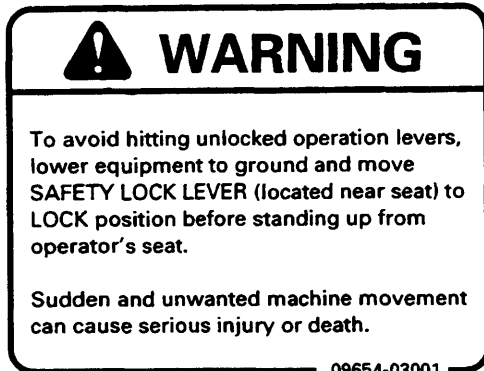 WARNING
To avoid hitting unlocked operation levers,
lower equipment to ground and move
SAFETY LOCK LEVER (located near seat) to
LOCK position before standing up from
operator's seat.
Sudden and unwanted machine movement
can cause serious injury or death.
09654-03001